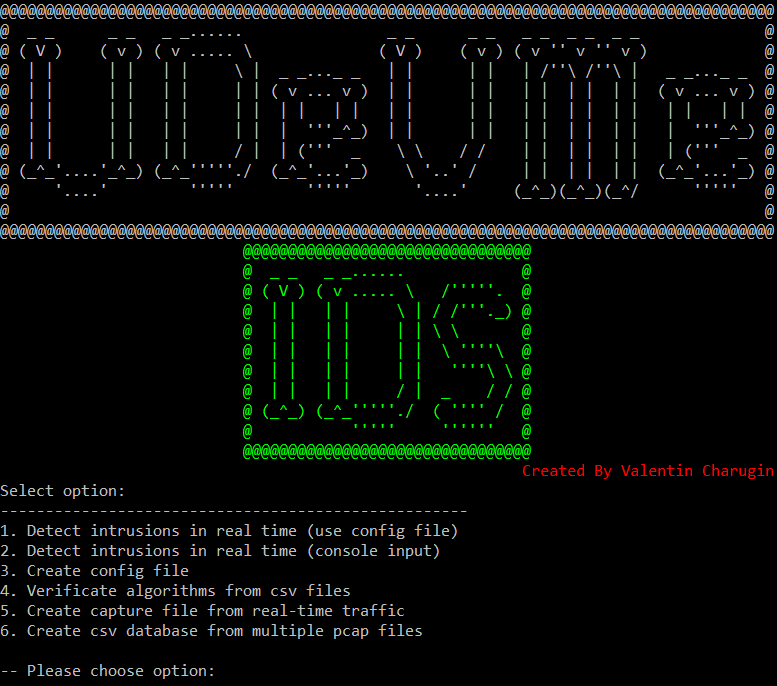 UDeVIIIe
IDS
Created By Valentin Charugin
Select option:
----------------------------------------------------
1. Detect intrusions in real time (use config file)
2. Detect intrusions in real time (console input)
3. Create config file
4. Verificate algorithms from csv files
5. Create capture file from real-time traffic
6. Create csv database from multiple pcap files
-- Please choose option: